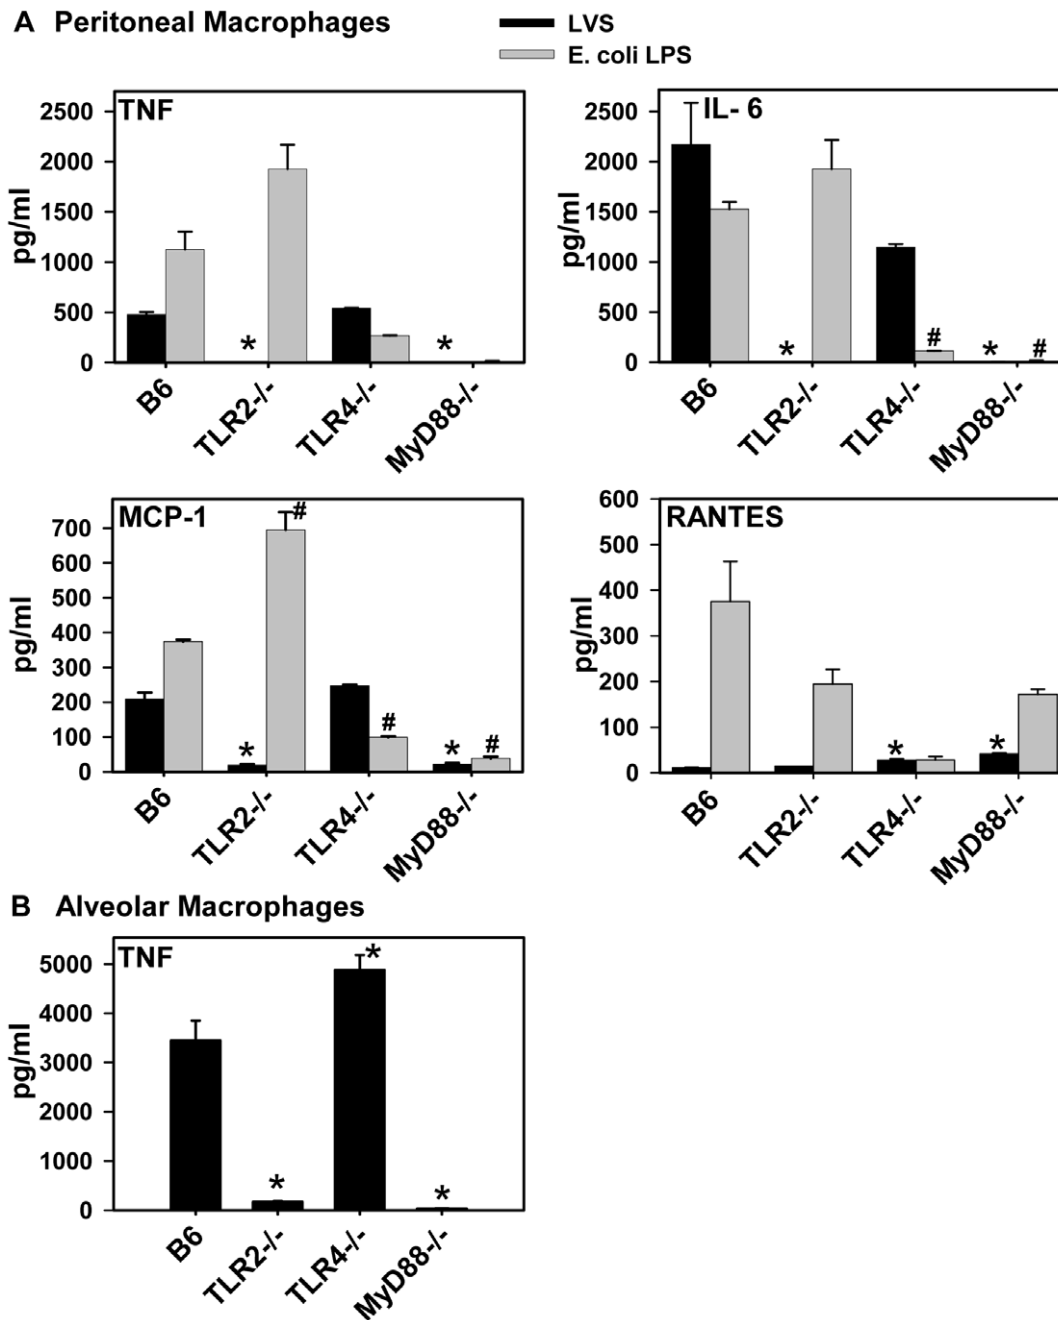 A Peritoneal Macrophages
LVS
E. coli LPS
TNF
pg/ml
2500
2000
1500
1000
500
0
*
*
B6
TLR2-/-
TLR4-/-
MyD88-/-
IL- 6
pg/ml
2500
2000
1500
1000
500
0
*
#
*
#
B6
TLR2-/-
TLR4-/-
MyD88-/-
MCP-1
pg/ml
700
600
500
400
300
200
100
0
*
#
#
*
#
B6
TLR2-/-
TLR4-/-
MyD88-/-
RANTES
pg/ml
600
500
400
300
200
100
0
*
*
B6
TLR2-/-
TLR4-/-
MyD88-/-
B Alveolar Macrophages
TNF
pg/ml
5000
4000
3000
2000
1000
0
*
*
*
B6
TLR2-/-
TLR4-/-
MyD88-/-